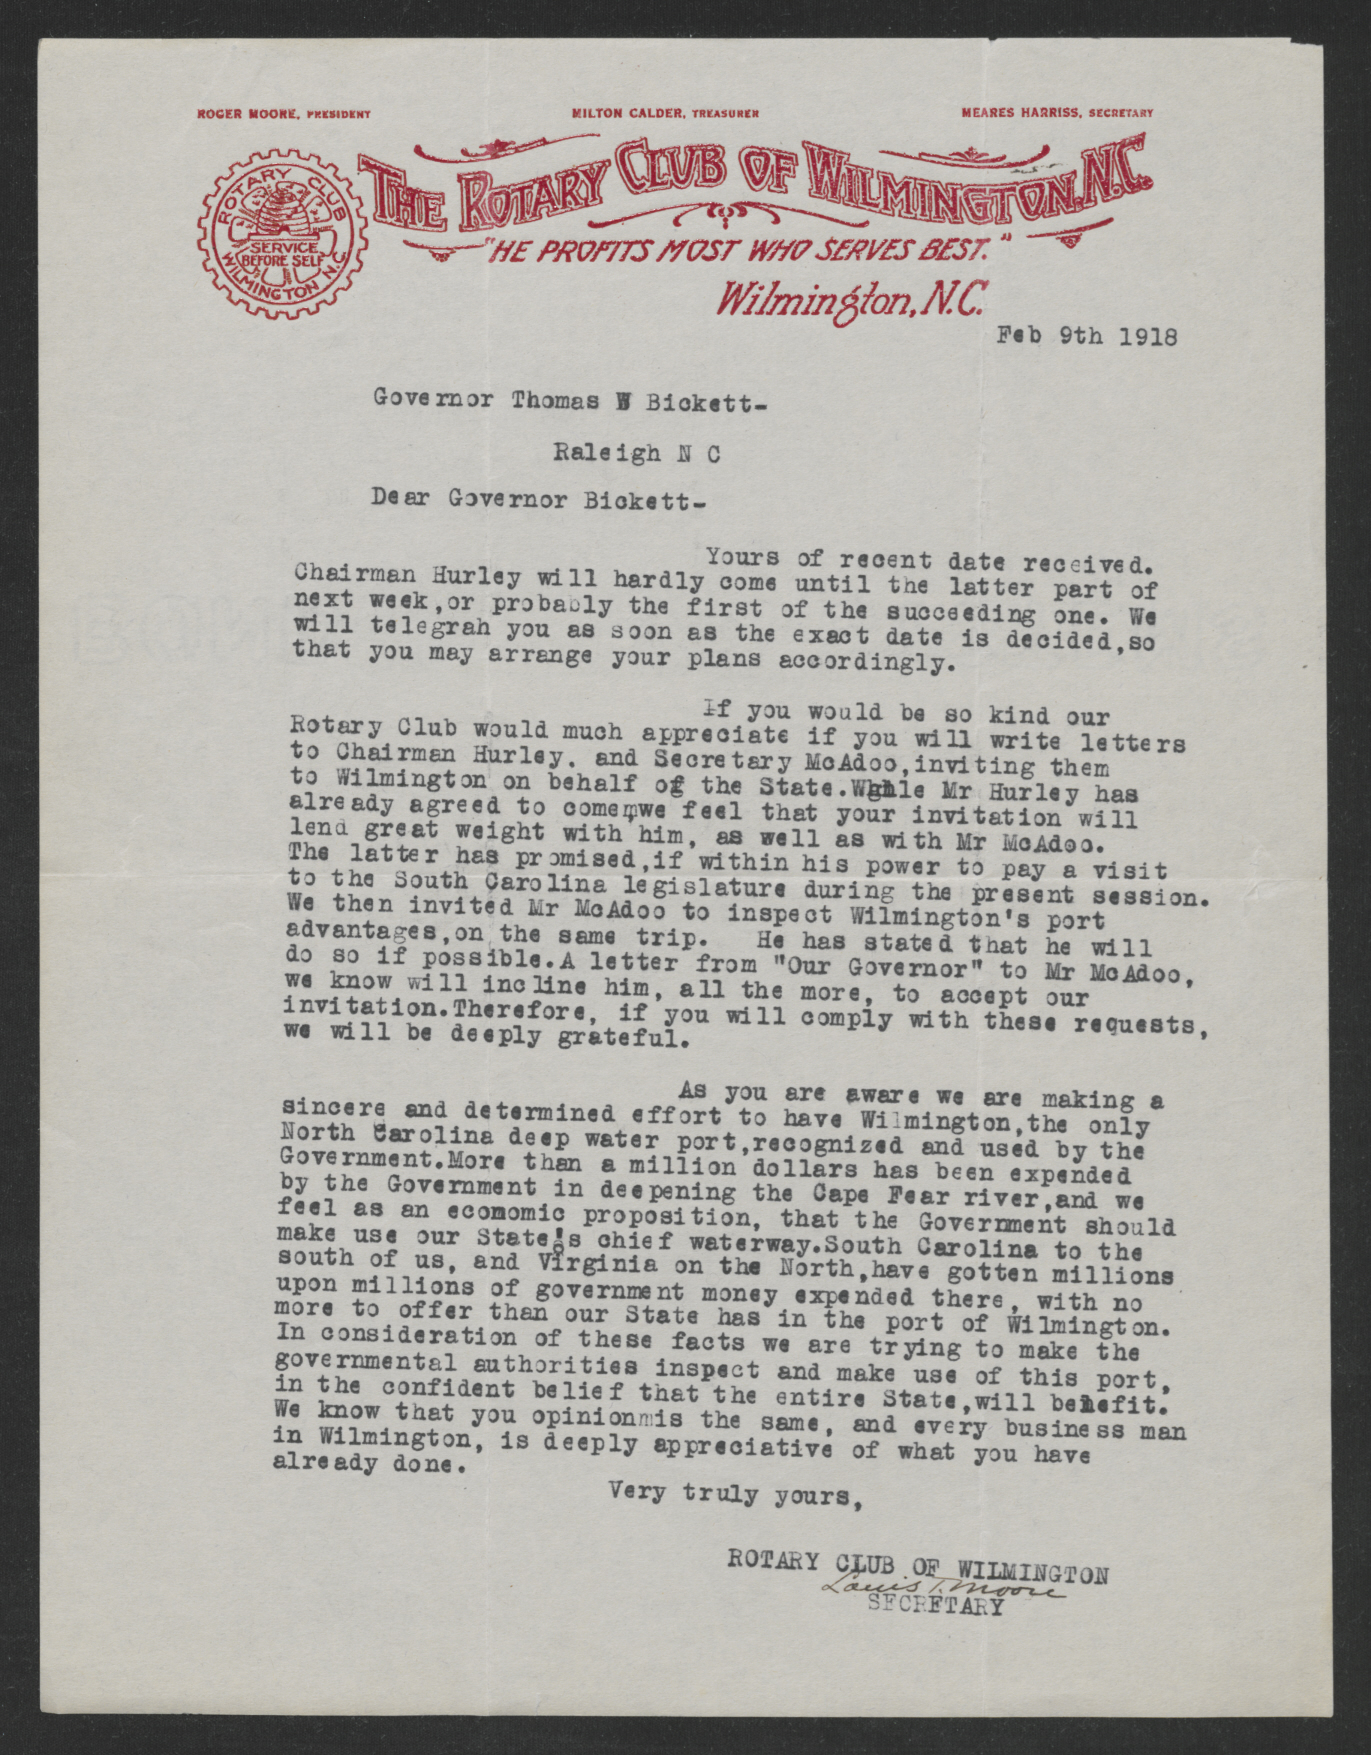 ROGER MOORE, PRESIDENT
MILTON CALDER, TREASURER
MEARES HARRISS, SECRETARY
THE ROTARY CLUB OF WILMINGTON, N.C.
ROTARY CLUB
SERVICE
BEFORE SELF
WILMINGTON N.C.
"HE PROFITS MOST WHO SERVES BEST."
Wilmington, N.C.
Feb 9th 1918
Governor Thomas W Bickett-
Raleigh N C
Dear Governor Bickett-
Yours of recent date received.
Chairman Hurley will hardly come until the latter part of
next week,or probably the first of the succeeding one. We
will telegrah you as soon as the exact date is decided,so
that you may arrange your plans accordingly.
If you would be so kind our
Rotary Club would much appreciate if you will write letters
to Chairman Hurley. and Secretary McAdoo,inviting them
to Wilmington on behalf of the State.While Mr Hurley has
already agreed to come,we feel that your invitation will
lend great weight with him, as well as with Mr McAdoo.
The latter has promised,if within his power to pay a visit
to the South Carolina legislature during the present session.
We then invited Mr McAdoo to inspect Wilmington's port
advantages,on the same trip. He has stated that he will
do so if possible.A letter from "Our Governor" to Mr McAdoo,
we know will incline him, all the more, to accept our
invitation.Therefore, if you will comply with these requests,
we will be deeply grateful.
As you are aware we are making a
sincere and determined effort to have Wilmington,the only
North Carolina deep water port,recognized and used by the
Government.More than a million dollars has been expended
by the Government in deepening the Cape Fear river,and we
feel as an economic proposition, that the Government should
make use our State's chief waterway.South Carolina to the
south of us, and Virginia on the North,have gotten millions
upon millions of government money expended there, with no
more to offer than our State has in the port of Wilmington.
In consideration of these facts we are trying to make the
governmental authorities inspect and make use of this port,
in the confident belief that the entire State,will benefit.
We know that you opinion is the same, and every business man
in Wilmington, is deeply appreciative of what you have
already done.
Very truly yours,
ROTARY CLUB OF WILMINGTON
Louis T. Moore
SECRETARY